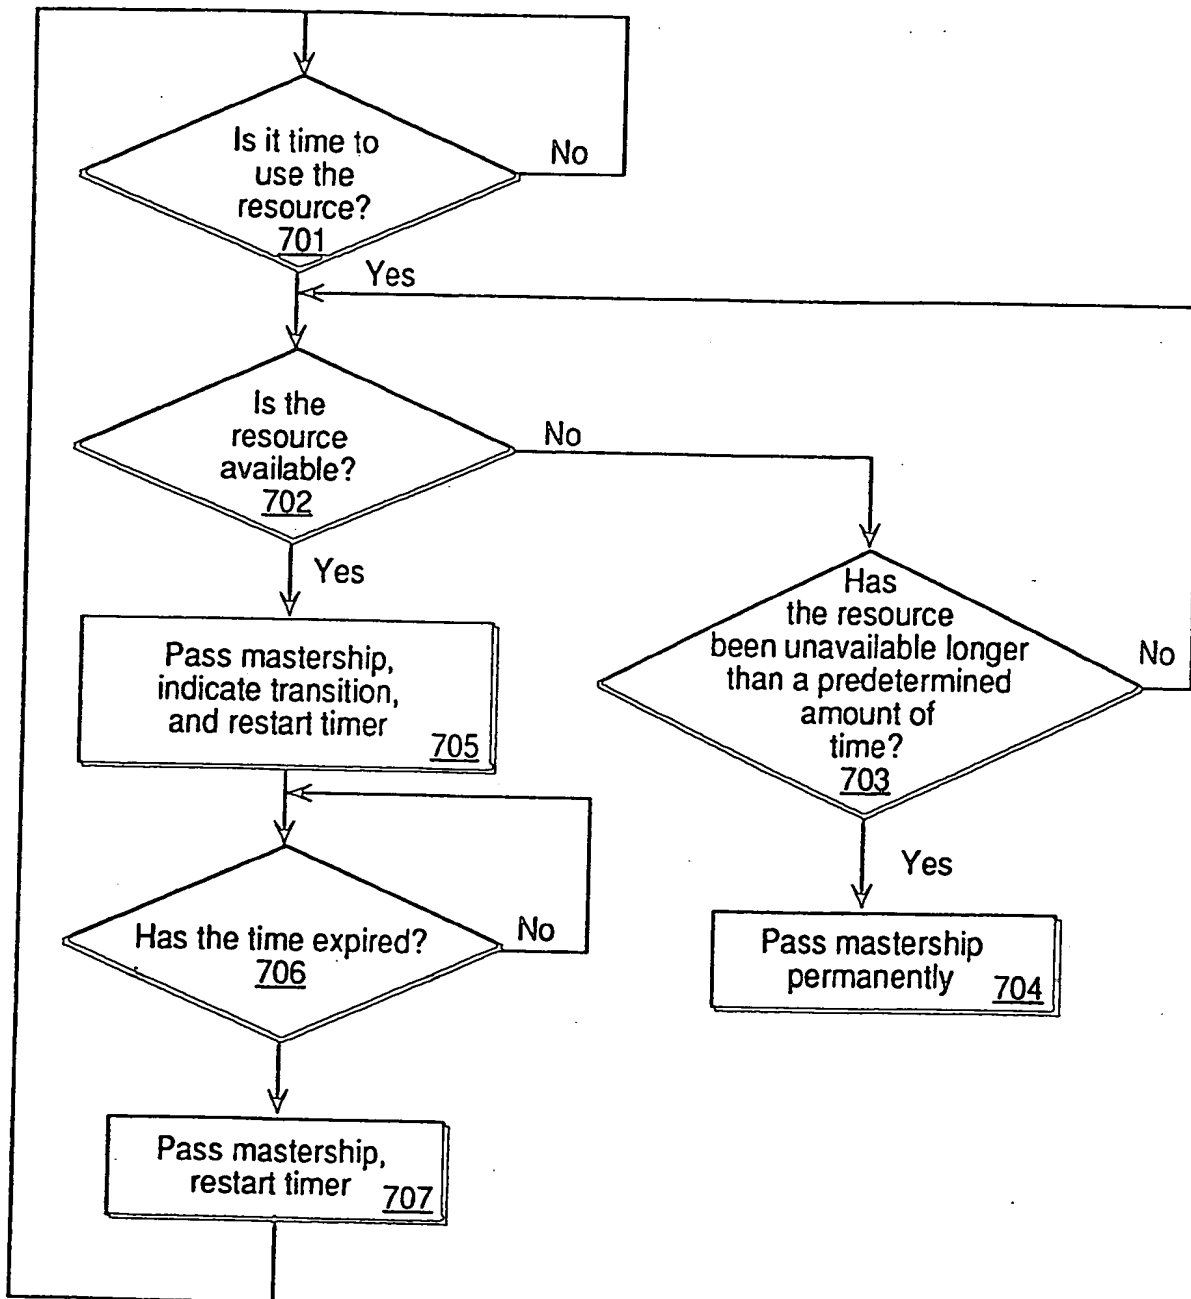 Is it time to
use the
resource?
701
No
Yes
Is the
resource
available?
702
No
Yes
Has
the resource
been unavailable longer
than a predetermined
amount of
time?
703
No
Pass mastership,
indicate transition,
and restart timer
705
Yes
Has the time expired?
706
No
Pass mastership
permanently
704
Pass mastership,
restart timer
707